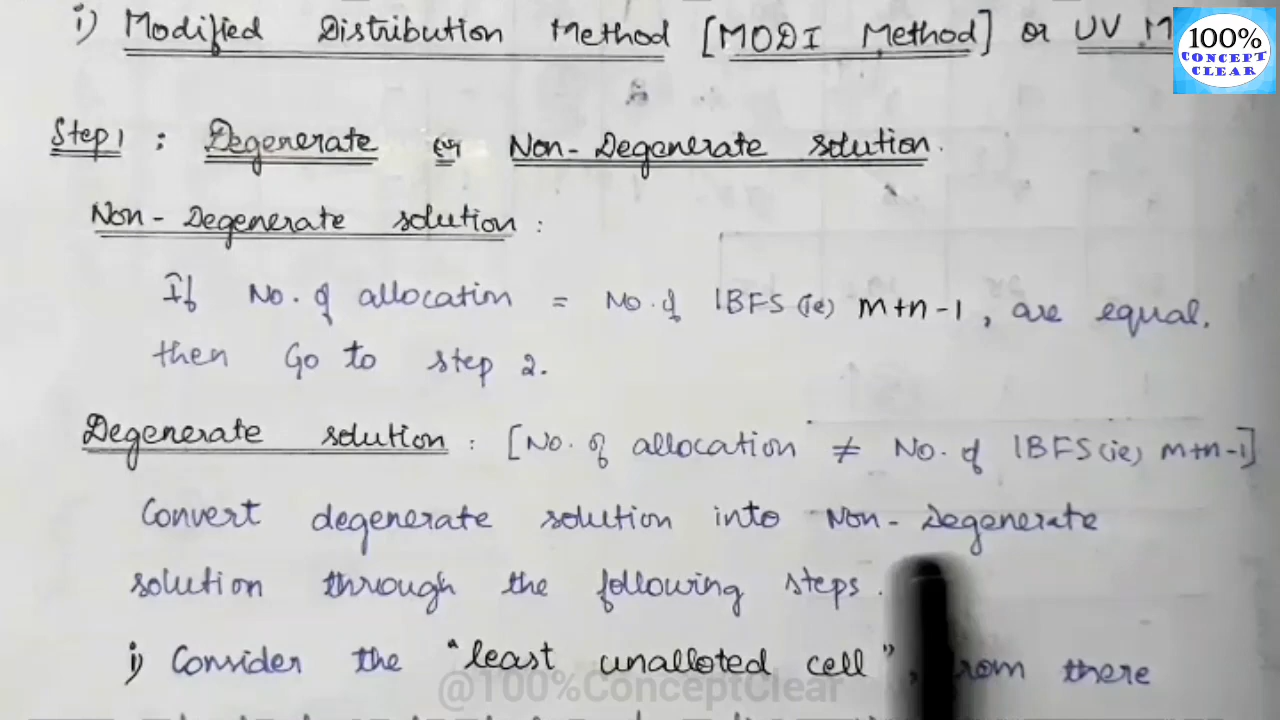 i) Modified Distribution Method [MODI Method] or UV M
100%
CONCEPT
CLEAR
Step 1 : Degenerate Non-Degenerate solution.
Non-Degenerate solution :
If No. of allocation = No. of IBFS (ie) m+n-1, are equal.
then Go to step 2.
Degenerate solution : [No. of allocation ≠ No. of IBFS (ie) m+n-1]
Convert degenerate solution into Non-Degenerate
solution through the following steps.
i) Consider the "least unalloted cell", from there
@100%ConceptClear